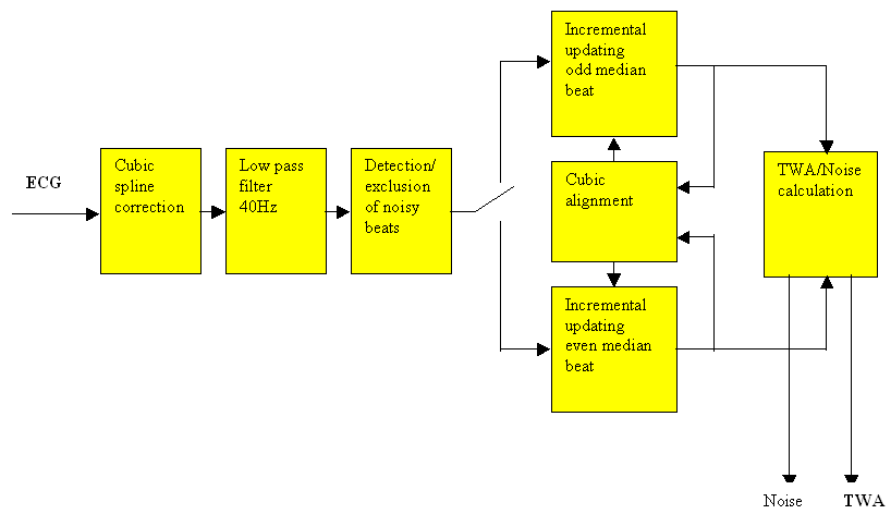 ECG
Cubic
spline
correction
Low pass
filter
40Hz
Detection/
exclusion
of noisy
beats
Incremental
updating
odd median
beat
Cubic
alignment
Incremental
updating
even median
beat
TWA/Noise
calculation
Noise
TWA